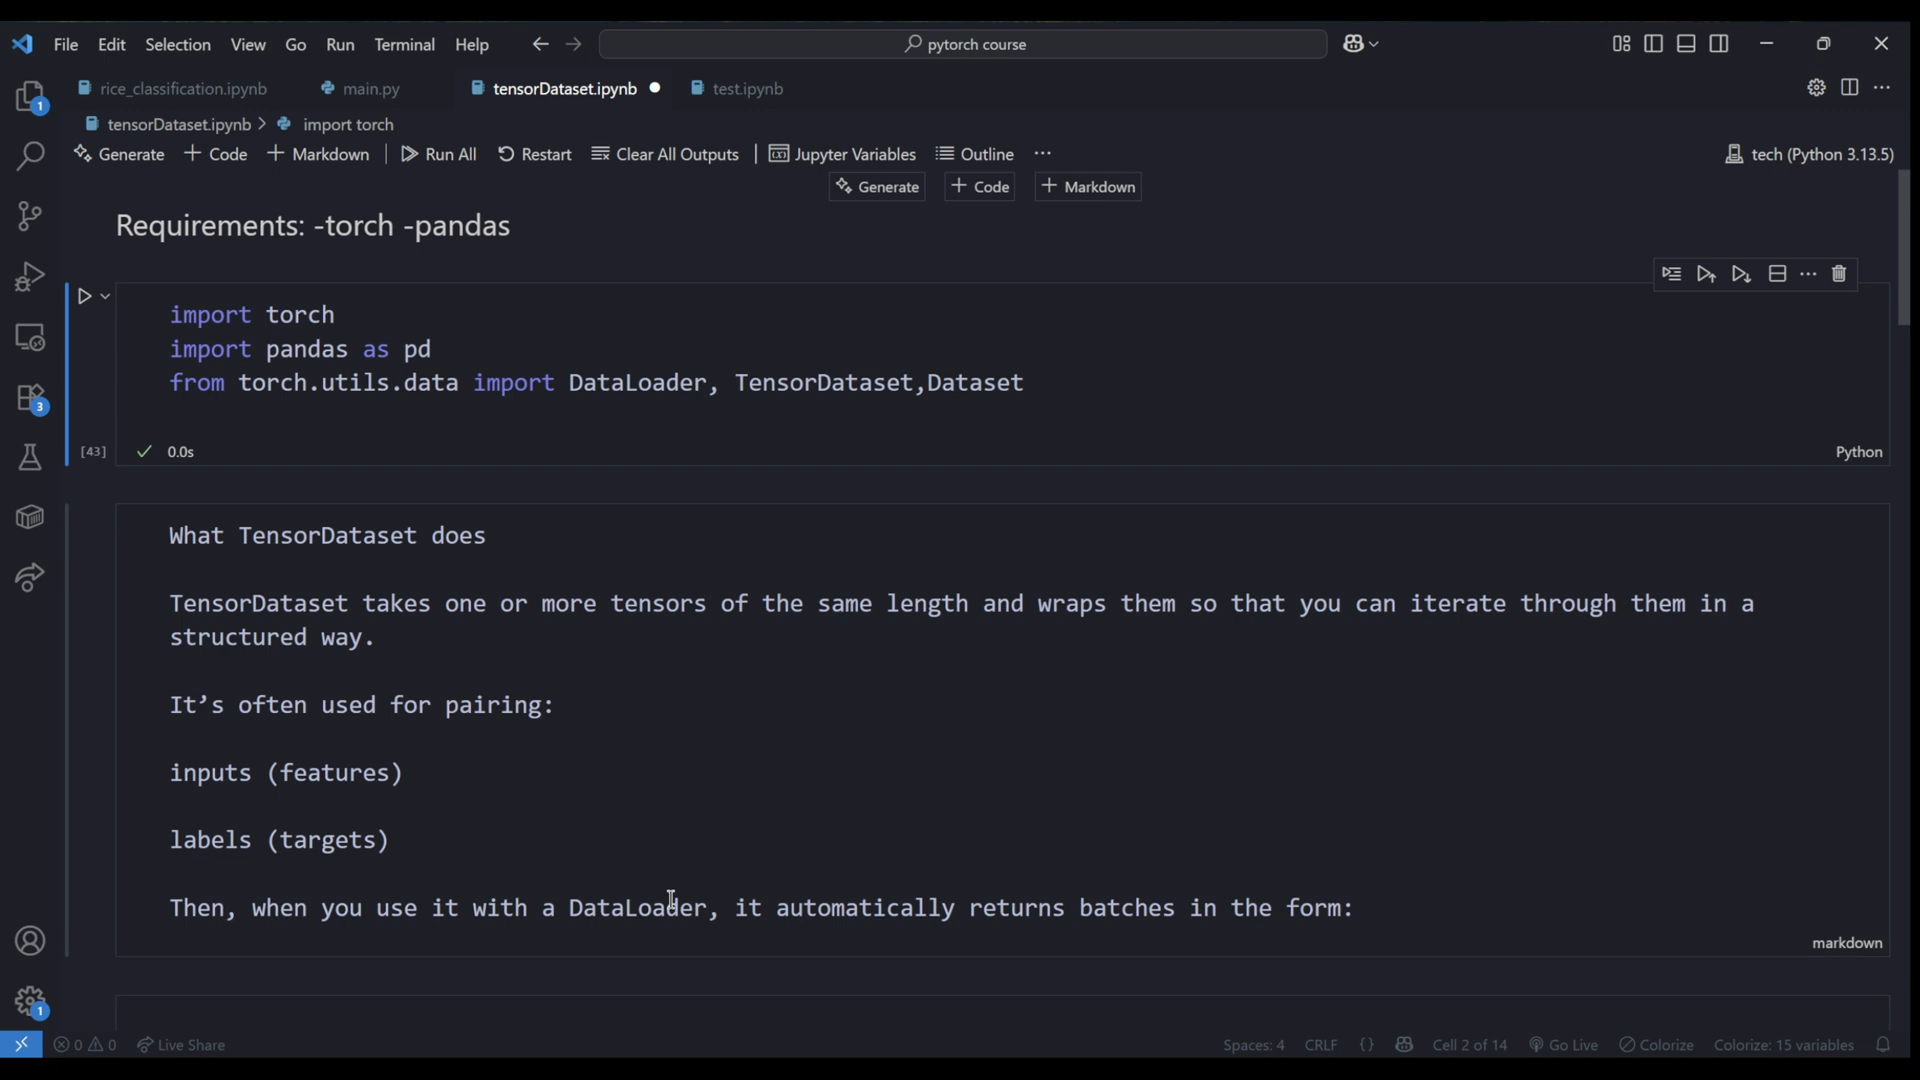 File Edit Selection View Go Run Terminal Help pytorch course
rice_classification.ipynb main.py tensorDataset.ipynb test.ipynb
tensorDataset.ipynb > import torch
Generate + Code + Markdown Run All Restart Clear All Outputs Jupyter Variables Outline ... tech (Python 3.13.5)
Generate + Code + Markdown
Requirements: -torch -pandas
import torch
import pandas as pd
from torch.utils.data import DataLoader, TensorDataset,Dataset
[43] 0.0s Python
What TensorDataset does
TensorDataset takes one or more tensors of the same length and wraps them so that you can iterate through them in a
structured way.
It’s often used for pairing:
inputs (features)
labels (targets)
Then, when you use it with a DataLoader, it automatically returns batches in the form:
markdown
1
3
1
0 0 Live Share Spaces: 4 CRLF {} Cell 2 of 14 Go Live Colorize Colorize: 15 variables